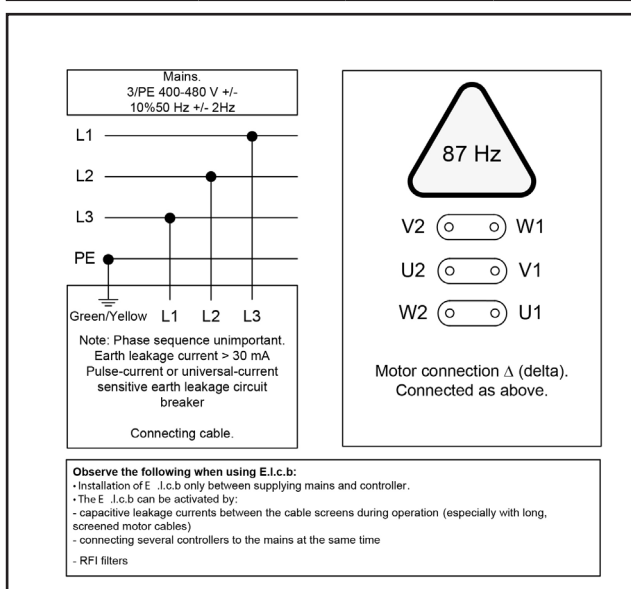 Mains.
3/PE 400-480 V +/-
10%50 Hz +/- 2Hz
L1
L2
L3
PE
Green/Yellow L1 L2 L3
Note: Phase sequence unimportant.
Earth leakage current > 30 mA
Pulse-current or universal-current
sensitive earth leakage circuit
breaker
Connecting cable.
87 Hz
V2 W1
U2 V1
W2 U1
Motor connection Δ (delta).
Connected as above.
Observe the following when using E.l.c.b:
• Installation of E .l.c.b only between supplying mains and controller.
• The E .l.c.b can be activated by:
- capacitive leakage currents between the cable screens during operation (especially with long,
screened motor cables)
- connecting several controllers to the mains at the same time
- RFI filters